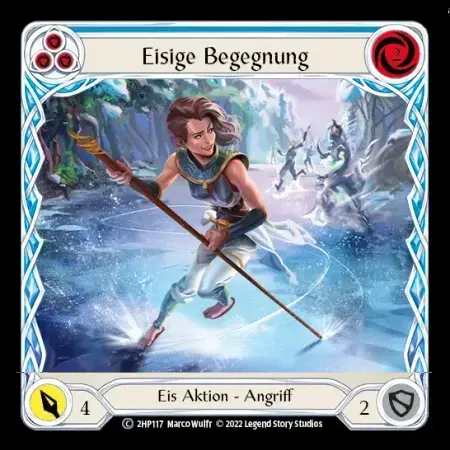 2
Eisige Begegnung
4
Eis Aktion - Angriff
2
C 2HP117 Marco Wulfr © 2022 Legend Story Studios